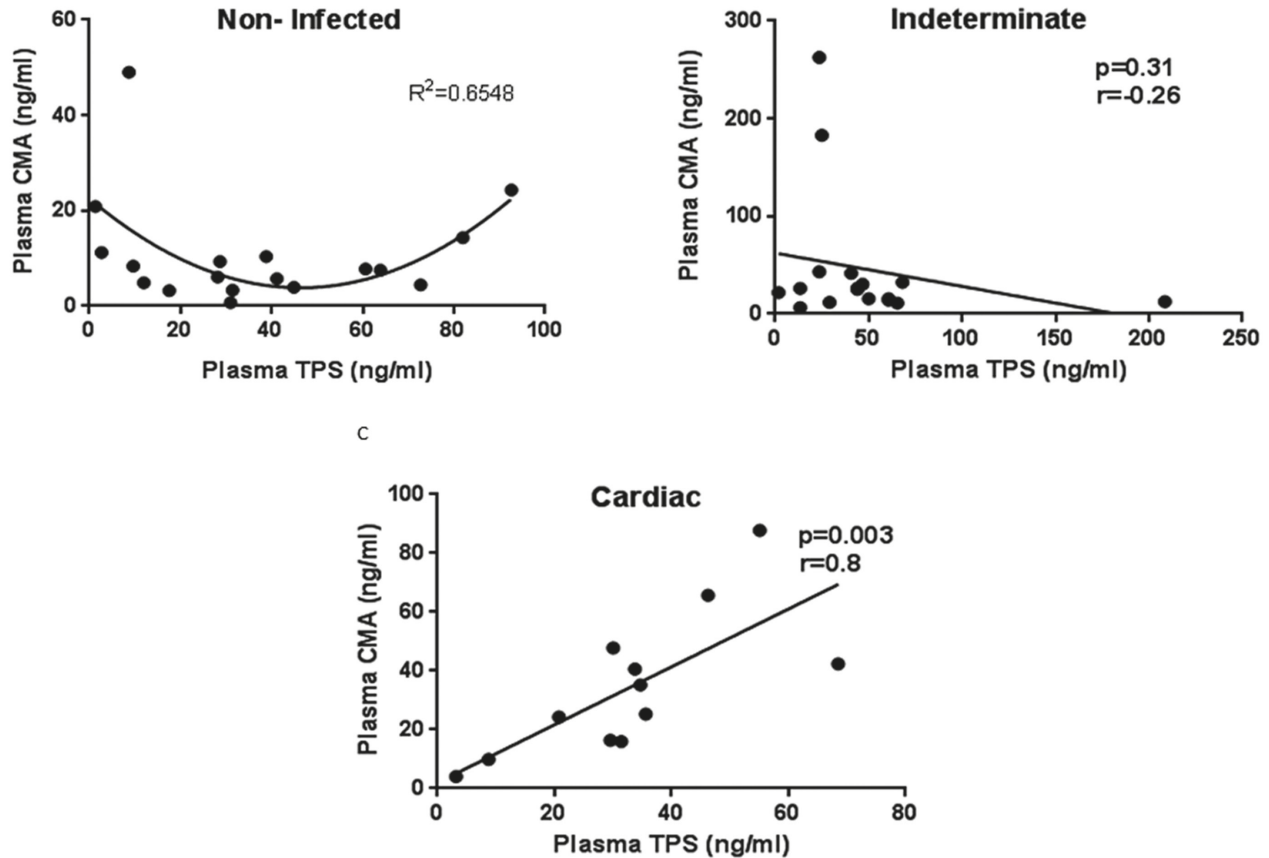 Non- Infected
R²=0.6548
Plasma CMA (ng/ml)
60
40
20
0
0 20 40 60 80 100
Plasma TPS (ng/ml)
Indeterminate
p=0.31
r=-0.26
Plasma CMA (ng/ml)
300
200
100
0
0 50 100 150 200 250
Plasma TPS (ng/ml)
C
Cardiac
p=0.003
r=0.8
Plasma CMA (ng/ml)
100
80
60
40
20
0
0 20 40 60 80
Plasma TPS (ng/ml)